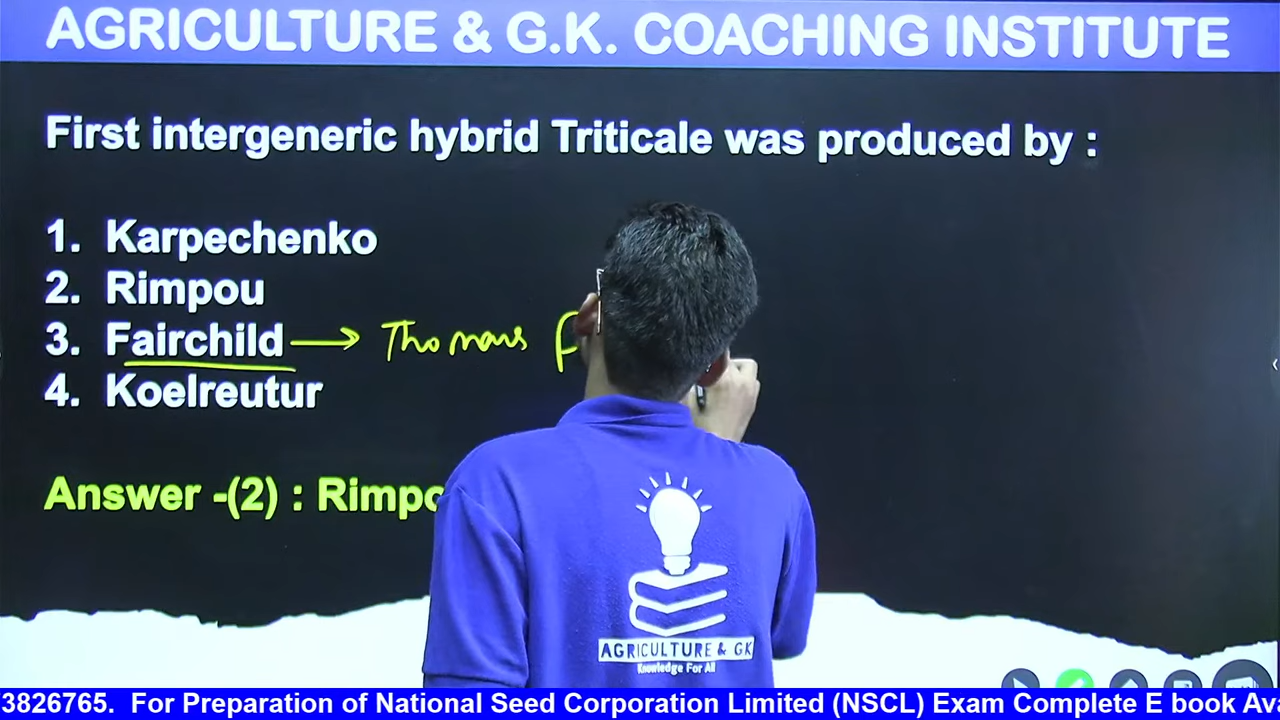 AGRICULTURE & G.K. COACHING INSTITUTE
First intergeneric hybrid Triticale was produced by :
1. Karpechenko
2. Rimpou
3. Fairchild → Thomas F
4. Koelreutur
Answer -(2) : Rimpo
AGRICULTURE & GK
Knowledge For All
3826765. For Preparation of National Seed Corporation Limited (NSCL) Exam Complete E book Ava